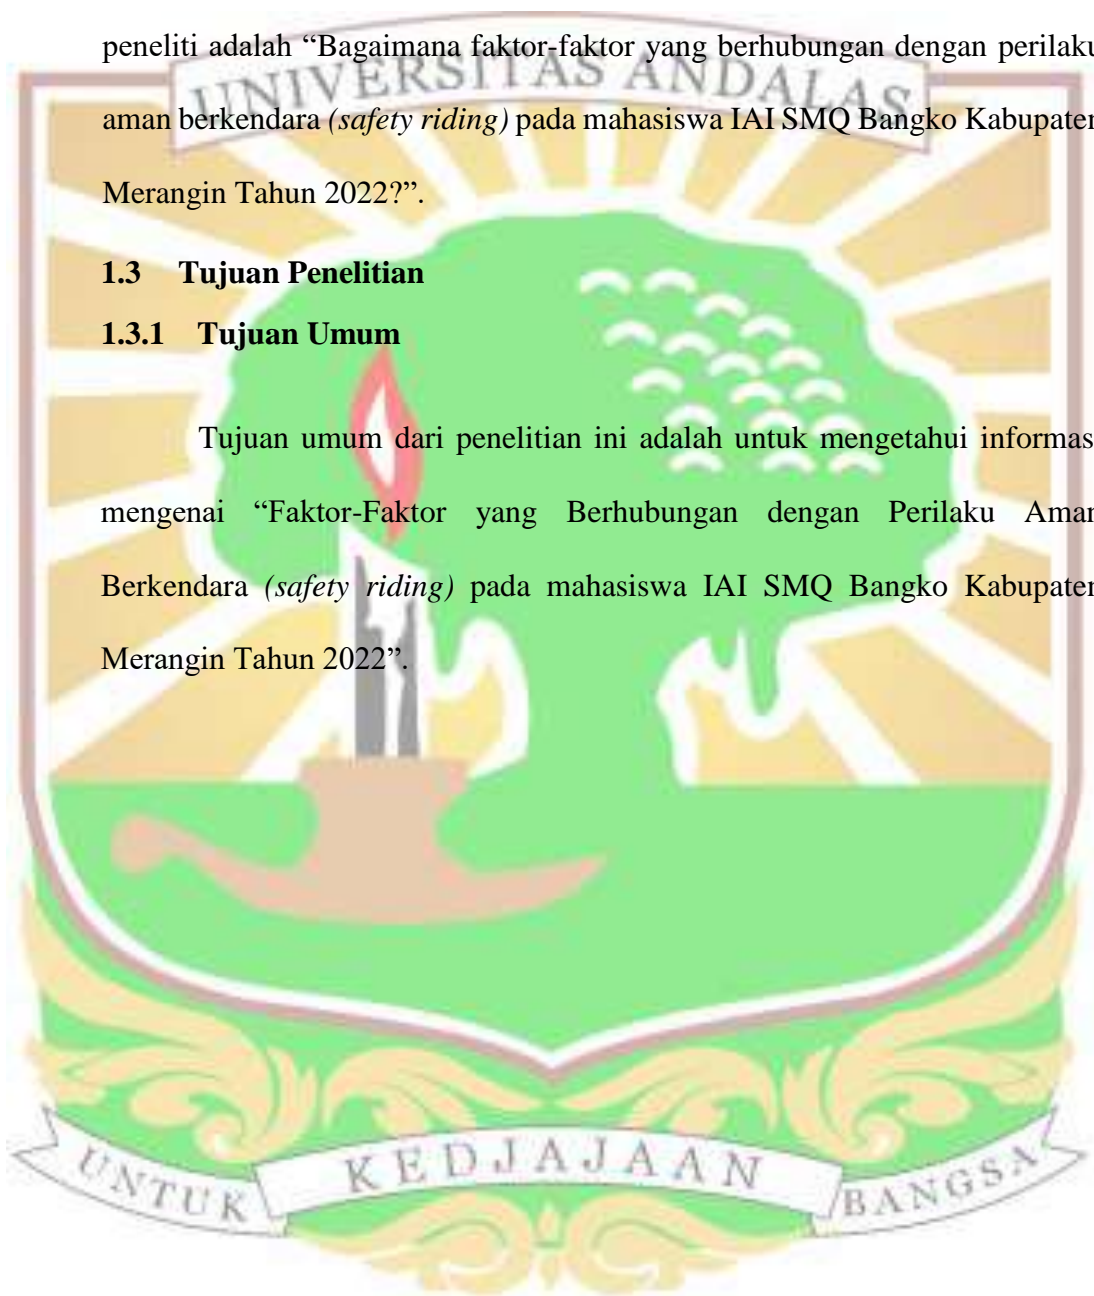 peneliti adalah “Bagaimana faktor-faktor yang berhubungan dengan perilaku
UNIVERSITAS ANDALAS
aman berkendara (safety riding) pada mahasiswa IAI SMQ Bangko Kabupaten
Merangin Tahun 2022?”.
1.3 Tujuan Penelitian
1.3.1 Tujuan Umum
Tujuan umum dari penelitian ini adalah untuk mengetahui informas
mengenai “Faktor-Faktor yang Berhubungan dengan Perilaku Aman
Berkendara (safety riding) pada mahasiswa IAI SMQ Bangko Kabupaten
Merangin Tahun 2022”.
UNTUK KEDJAJAAN BANGSA